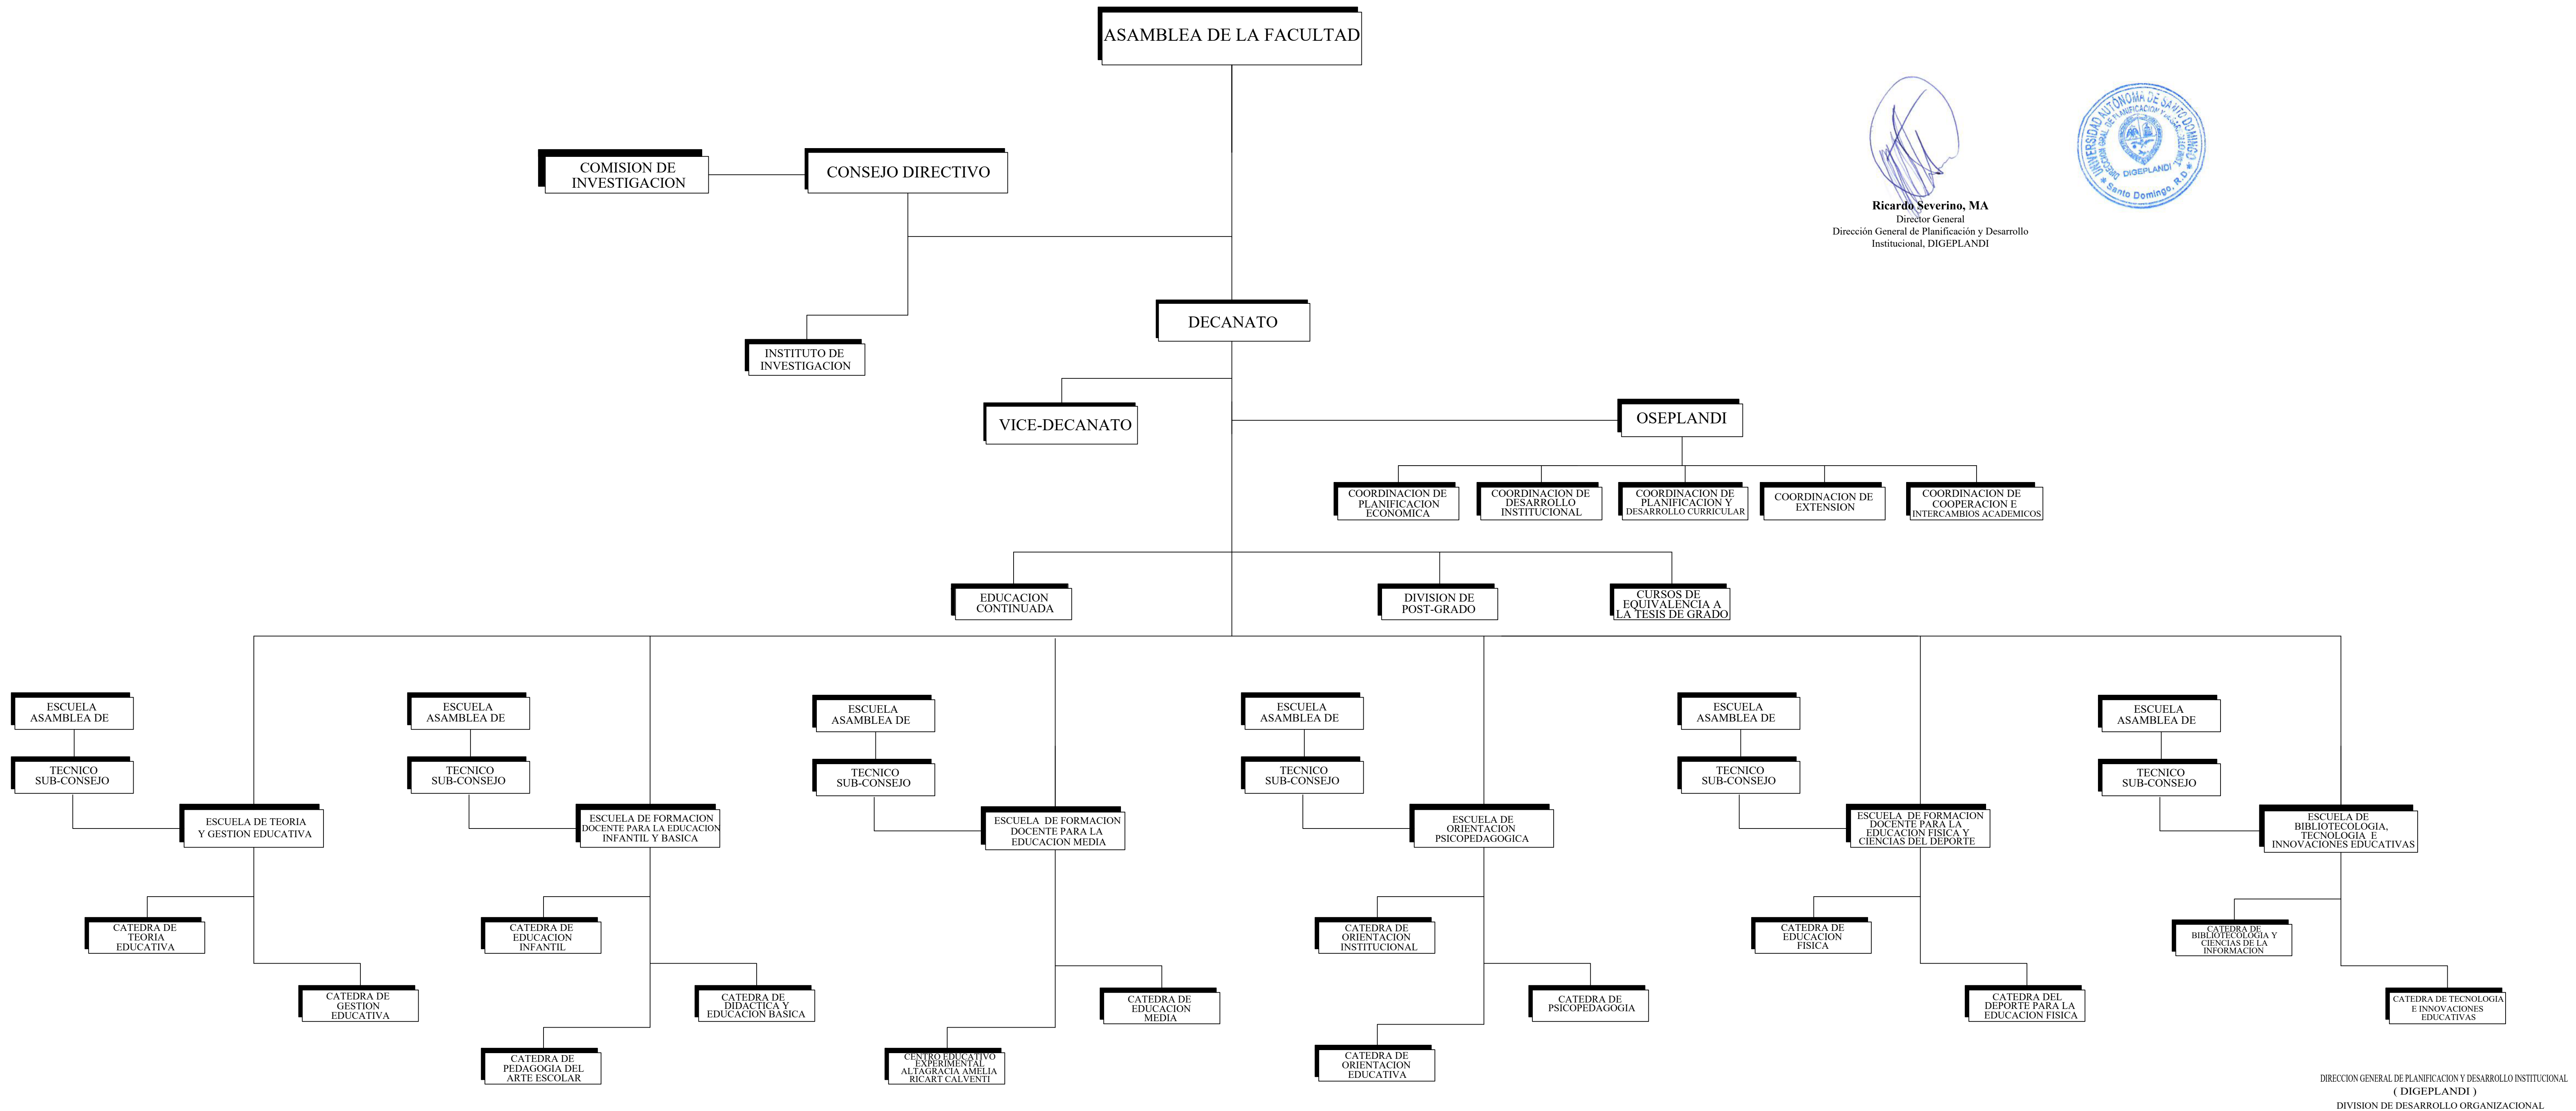 ASAMBLEA DE LA FACULTAD
COMISION DE
INVESTIGACION
CONSEJO DIRECTIVO
UNIVERSIDAD AUTÓNOMA DE SANTO DOMINGO
DIGEPLANDI
Santo Domingo, R.D
Ricardo Severino, MA
Director General
Dirección General de Planificación y Desarrollo
Institucional, DIGEPLANDI
DECANATO
INSTITUTO DE
INVESTIGACION
VICE-DECANATO
OSEPLANDI
COORDINACION DE
PLANIFICACION
ECONOMICA
COORDINACION DE
DESARROLLO
INSTITUCIONAL
COORDINACION DE
PLANIFICACION Y
DESARROLLO CURRICULAR
COORDINACION DE
EXTENSION
COORDINACION DE
COOPERACION E
INTERCAMBIOS ACADEMICOS
EDUCACION
CONTINUADA
DIVISION DE
POST-GRADO
CURSOS DE
EQUIVALENCIA A
LA TESIS DE GRADO
ESCUELA
ASAMBLEA DE
TECNICO
SUB-CONSEJO
ESCUELA DE TEORIA
Y GESTION EDUCATIVA
CATEDRA DE
TEORIA
EDUCATIVA
CATEDRA DE
GESTION
EDUCATIVA
ESCUELA
ASAMBLEA DE
TECNICO
SUB-CONSEJO
ESCUELA DE FORMACION
DOCENTE PARA LA EDUCACION
INFANTIL Y BASICA
CATEDRA DE
EDUCACION
INFANTIL
CATEDRA DE
DIDACTICA Y
EDUCACION BASICA
CATEDRA DE
PEDAGOGIA DEL
ARTE ESCOLAR
ESCUELA
ASAMBLEA DE
TECNICO
SUB-CONSEJO
ESCUELA DE FORMACION
DOCENTE PARA LA
EDUCACION MEDIA
CATEDRA DE
EDUCACION
MEDIA
CENTRO EDUCATIVO
EXPERIMENTAL
ALTAGRACIA AMELIA
RICART CALVENTI
ESCUELA
ASAMBLEA DE
TECNICO
SUB-CONSEJO
ESCUELA DE
ORIENTACION
PSICOPEDAGOGICA
CATEDRA DE
ORIENTACION
INSTITUCIONAL
CATEDRA DE
PSICOPEDAGOGIA
CATEDRA DE
ORIENTACION
EDUCATIVA
ESCUELA
ASAMBLEA DE
TECNICO
SUB-CONSEJO
ESCUELA DE FORMACION
DOCENTE PARA LA
EDUCACION FISICA Y
CIENCIAS DEL DEPORTE
CATEDRA DE
EDUCACION
FISICA
CATEDRA DEL
DEPORTE PARA LA
EDUCACION FISICA
ESCUELA
ASAMBLEA DE
TECNICO
SUB-CONSEJO
ESCUELA DE
BIBLIOTECOLOGIA,
TECNOLOGIA E
INNOVACIONES EDUCATIVAS
CATEDRA DE
BIBLIOTECOLOGIA Y
CIENCIAS DE LA
INFORMACION
CATEDRA DE TECNOLOGIA
E INNOVACIONES
EDUCATIVAS
DIRECCION GENERAL DE PLANIFICACION Y DESARROLLO INSTITUCIONAL
( DIGEPLANDI )
DIVISION DE DESARROLLO ORGANIZACIONAL